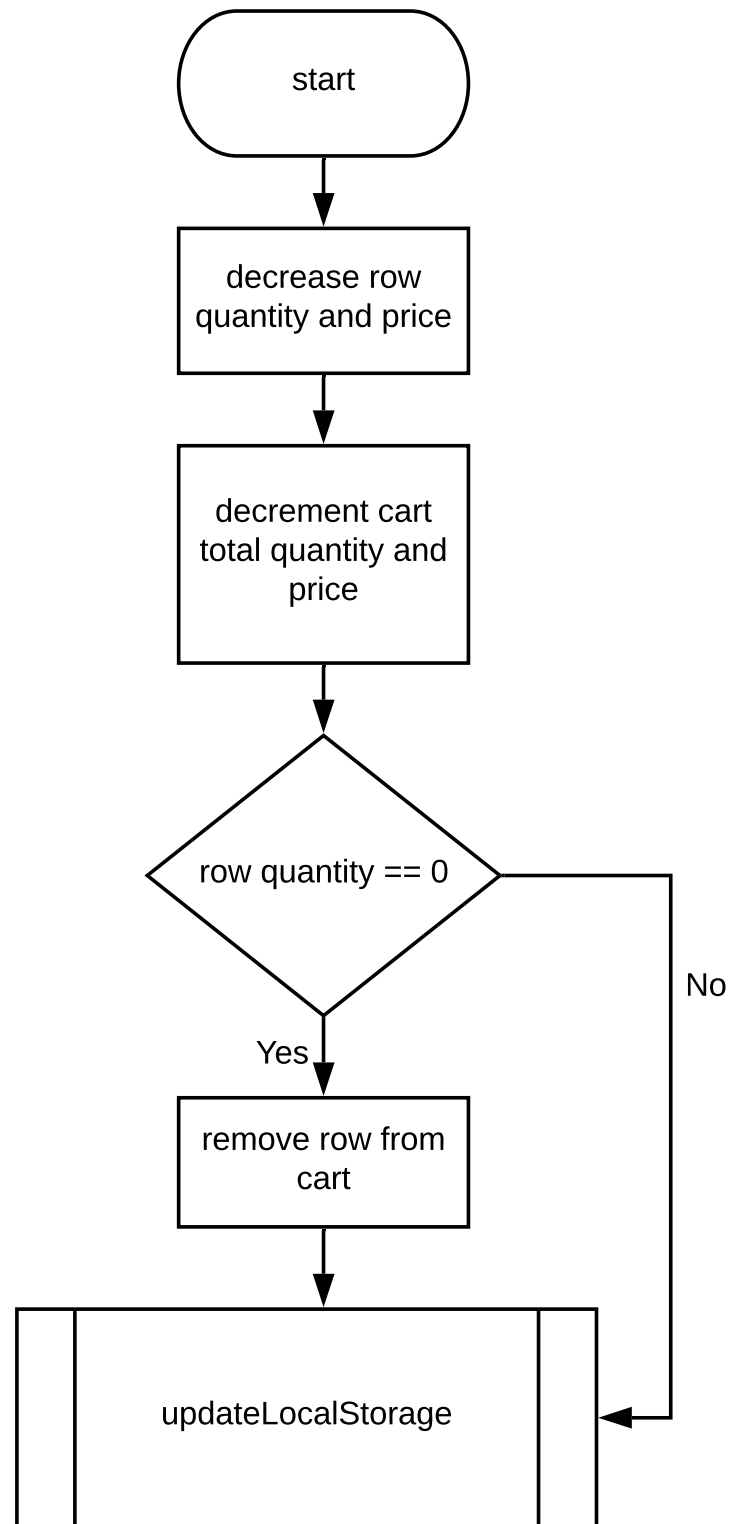 start
decrease row
quantity and price
decrement cart
total quantity and
price
row quantity == 0
No
Yes
remove row from
cart
updateLocalStorage